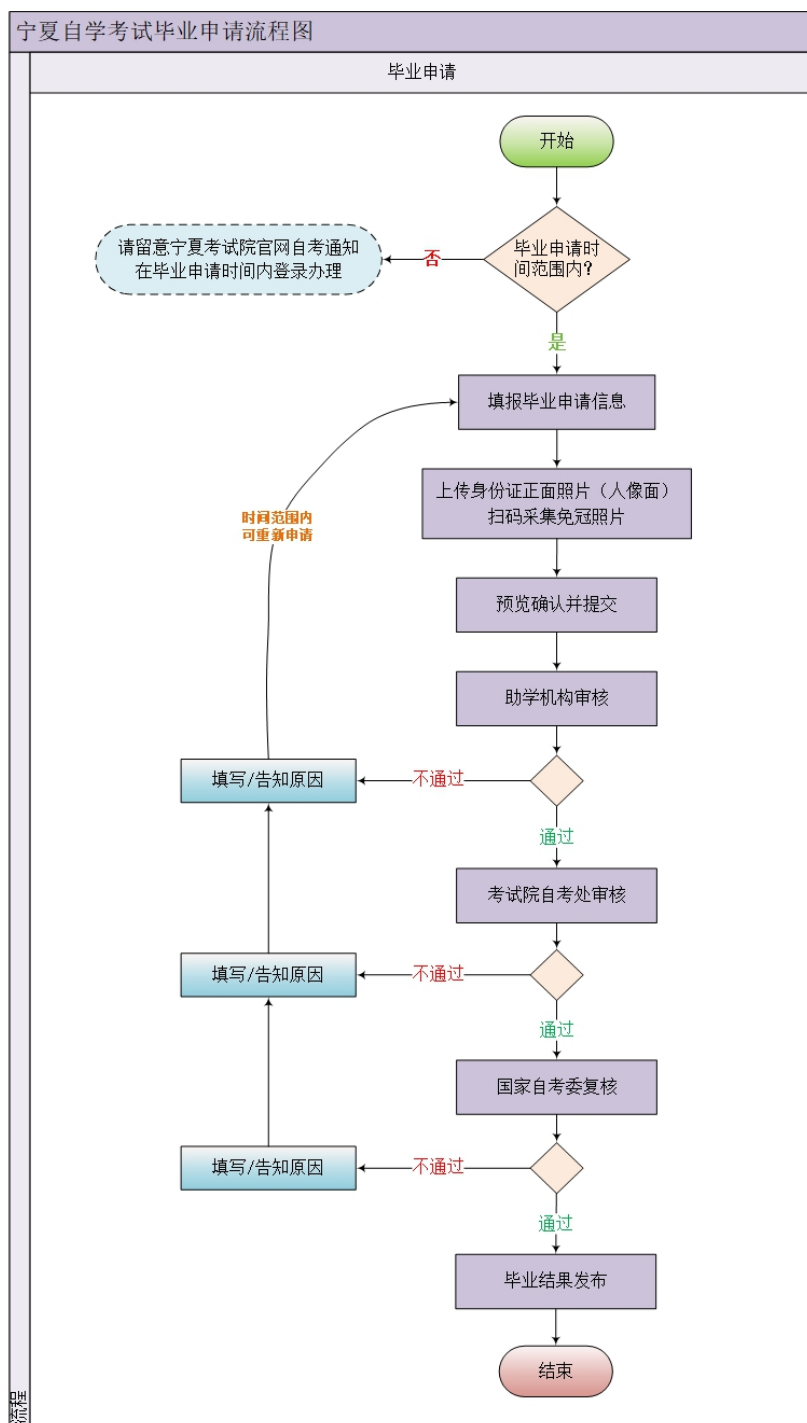 宁夏自学考试毕业申请流程图
毕业申请
开始
毕业申请时
间范围内？
否
请留意宁夏考试院官网自考通知
在毕业申请时间内登录办理
是
填报毕业申请信息
上传身份证正面照片（人像面）
扫码采集免冠照片
时间范围内
可重新申请
预览确认并提交
助学机构审核
不通过
填写/告知原因
通过
考试院自考处审核
不通过
填写/告知原因
通过
国家自考委复核
不通过
填写/告知原因
通过
毕业结果发布
结束
流程